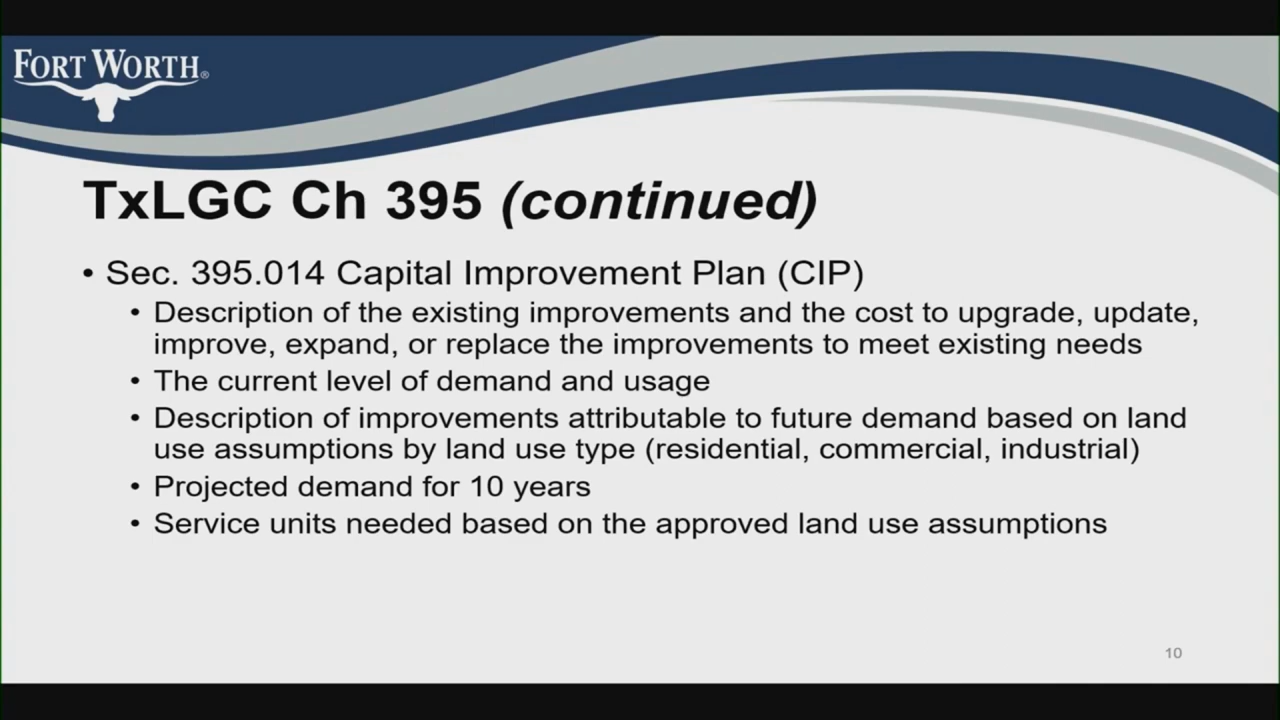 FORT WORTH®
TxLGC Ch 395 (continued)
• Sec. 395.014 Capital Improvement Plan (CIP)
• Description of the existing improvements and the cost to upgrade, update,
improve, expand, or replace the improvements to meet existing needs
• The current level of demand and usage
• Description of improvements attributable to future demand based on land
use assumptions by land use type (residential, commercial, industrial)
• Projected demand for 10 years
• Service units needed based on the approved land use assumptions
10